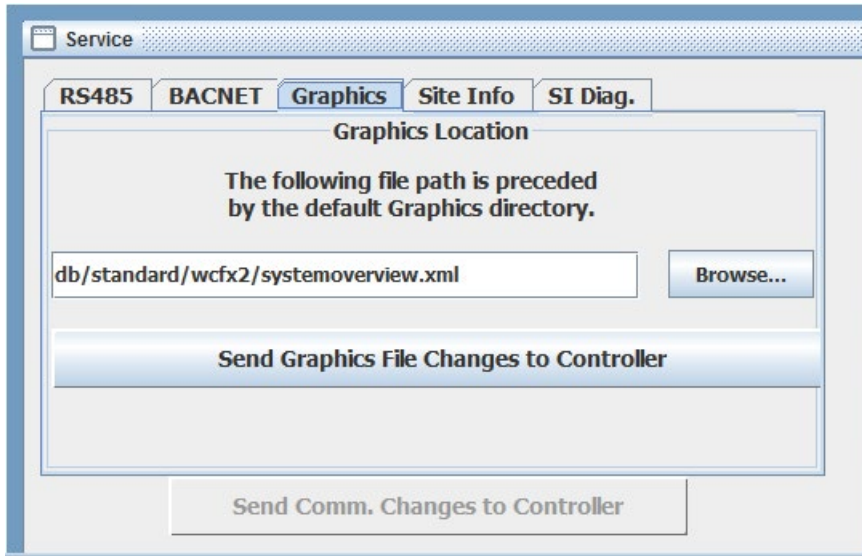 Service
RS485 BACNET Graphics Site Info SI Diag.
Graphics Location
The following file path is preceded
by the default Graphics directory.
db/standard/wcfx2/systemoverview.xml Browse...
Send Graphics File Changes to Controller
Send Comm. Changes to Controller